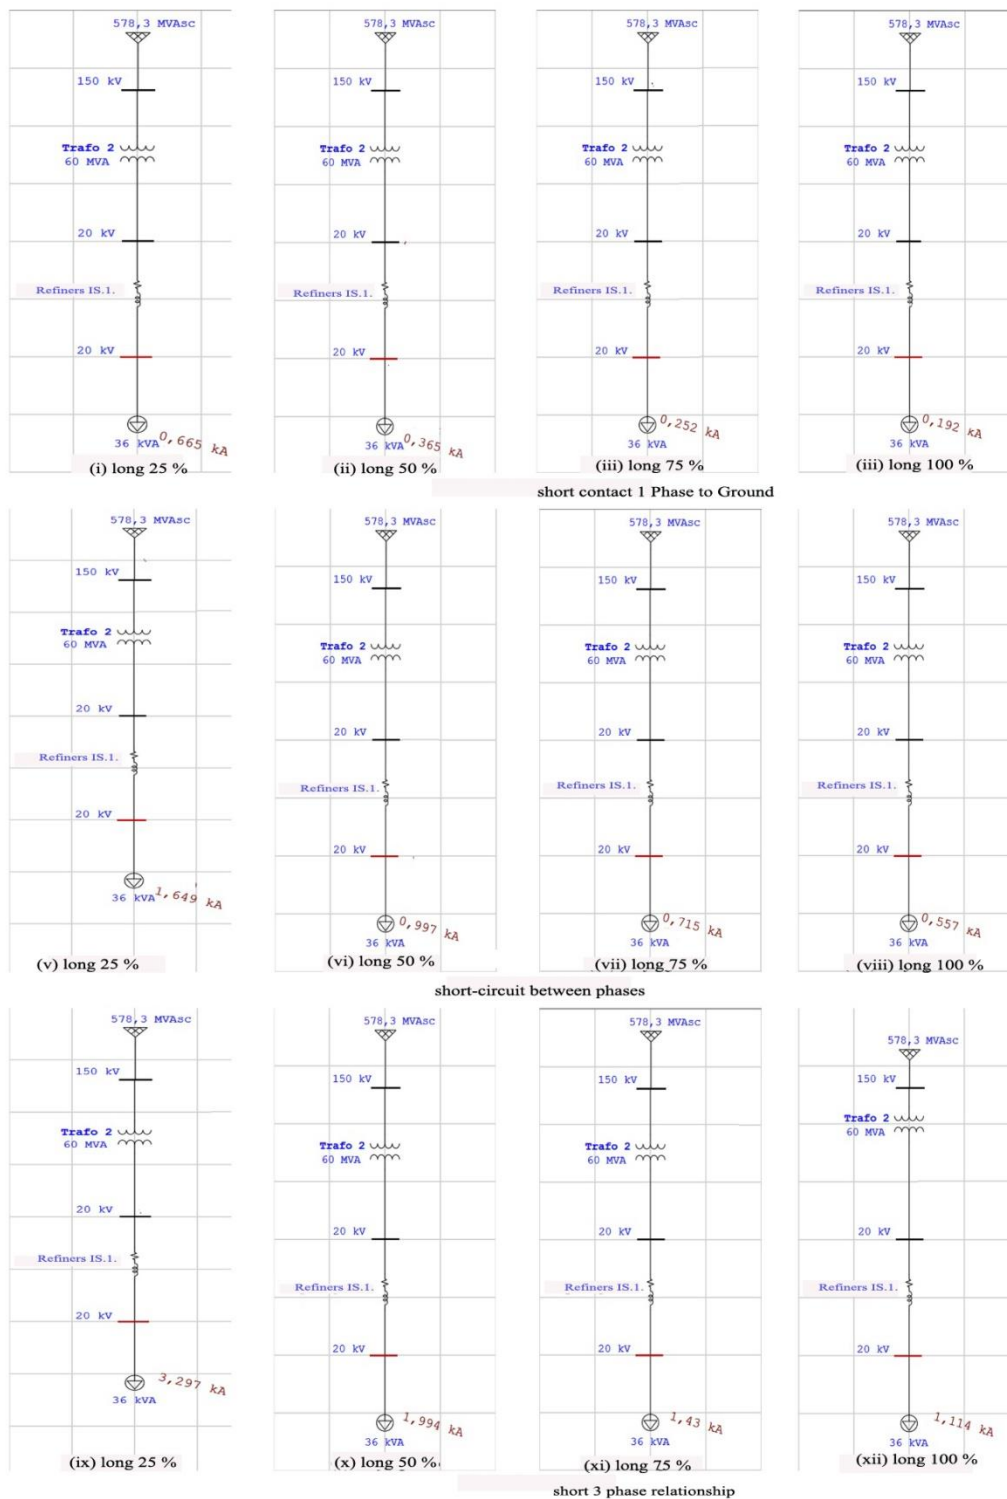 578,3 MVAsc
150 kV
Trafo 2
60 MVA
20 kV
Refiners IS.1.
20 kV
36 kVA
0,665 kA
(i) long 25 %
578,3 MVAsc
150 kV
Trafo 2
60 MVA
20 kV
Refiners IS.1.
20 kV
36 kVA
0,365 kA
(ii) long 50 %
578,3 MVAsc
150 kV
Trafo 2
60 MVA
20 kV
Refiners IS.1.
20 kV
36 kVA
0,252 kA
(iii) long 75 %
578,3 MVAsc
150 kV
Trafo 2
60 MVA
20 kV
Refiners IS.1.
20 kV
36 kVA
0,192 kA
(iii) long 100 %
short contact 1 Phase to Ground
578,3 MVAsc
150 kV
Trafo 2
60 MVA
20 kV
Refiners IS.1.
20 kV
36 kVA
1,649 kA
(v) long 25 %
578,3 MVAsc
150 kV
Trafo 2
60 MVA
20 kV
Refiners IS.1.
20 kV
36 kVA
0,997 kA
(vi) long 50 %
578,3 MVAsc
150 kV
Trafo 2
60 MVA
20 kV
Refiners IS.1.
20 kV
36 kVA
0,715 kA
(vii) long 75 %
578,3 MVAsc
150 kV
Trafo 2
60 MVA
20 kV
Refiners IS.1.
20 kV
36 kVA
0,557 kA
(viii) long 100 %
short-circuit between phases
578,3 MVAsc
150 kV
Trafo 2
60 MVA
20 kV
Refiners IS.1.
20 kV
36 kVA
3,297 kA
(ix) long 25 %
578,3 MVAsc
150 kV
Trafo 2
60 MVA
20 kV
Refiners IS.1.
20 kV
36 kVA
1,994 kA
(x) long 50 %
578,3 MVAsc
150 kV
Trafo 2
60 MVA
20 kV
Refiners IS.1.
20 kV
36 kVA
1,43 kA
(xi) long 75 %
578,3 MVAsc
150 kV
Trafo 2
60 MVA
20 kV
Refiners IS.1.
20 kV
36 kVA
1,114 kA
(xii) long 100 %
short 3 phase relationship